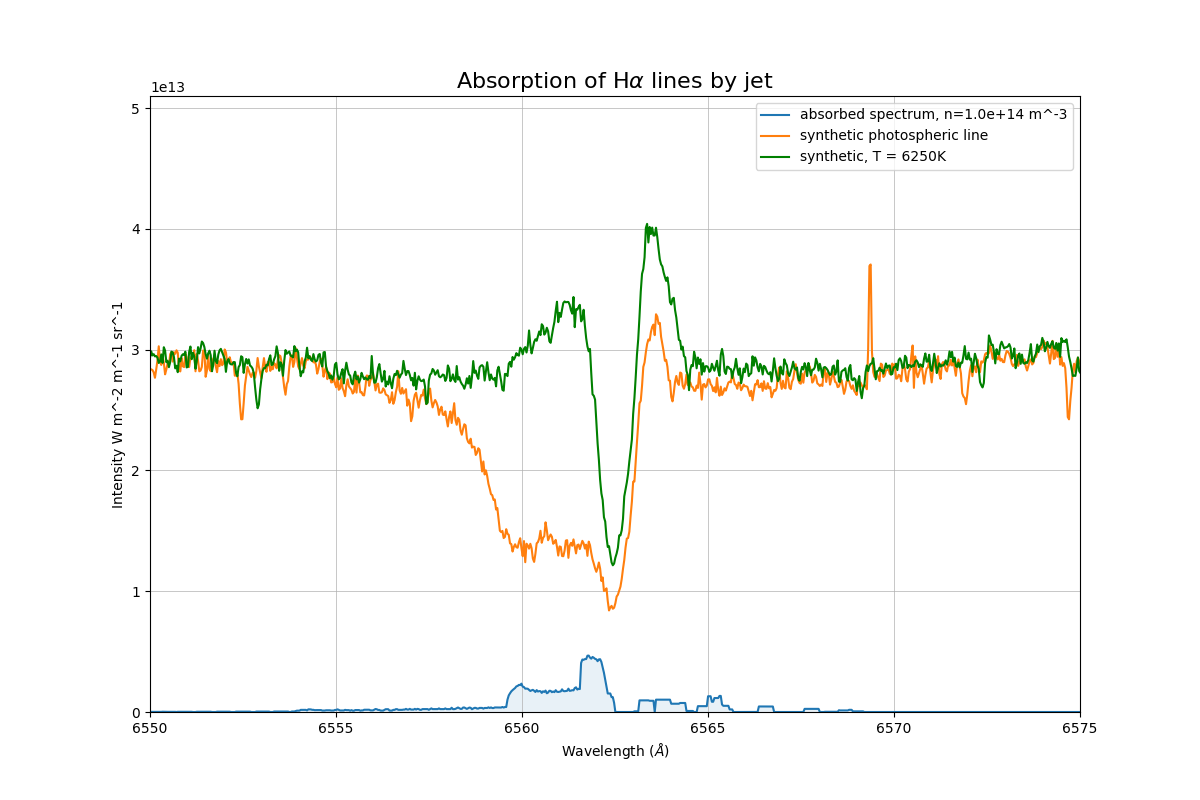 Absorption of Hα lines by jet
1e13
absorbed spectrum, n=1.0e+14 m^-3
synthetic photospheric line
synthetic, T = 6250K
5
4
3
2
1
0
Intensity W m^-2 m^-1 sr^-1
6550
6555
6560
6565
6570
6575
Wavelength (Å)